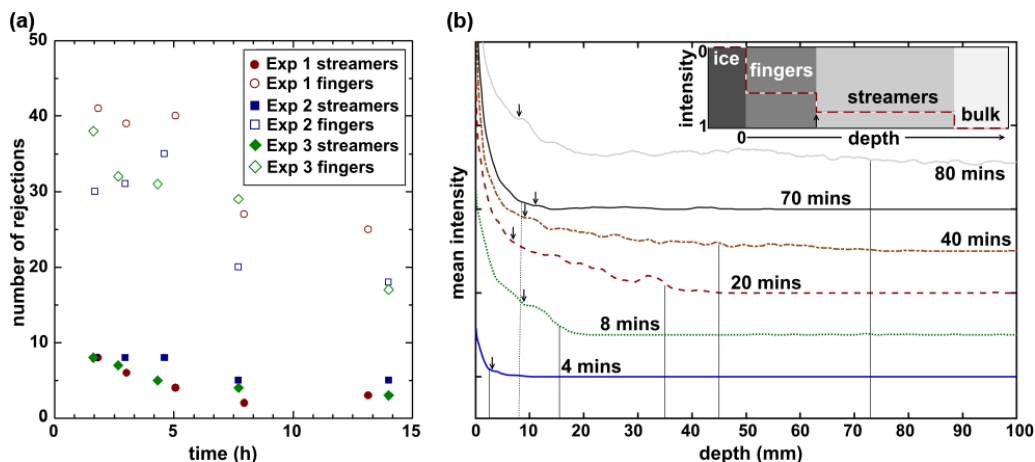 (a)
50
40
30
20
10
0
number of rejections
0
5
10
15
time (h)
Exp 1 streamers
Exp 1 fingers
Exp 2 streamers
Exp 2 fingers
Exp 3 streamers
Exp 3 fingers
(b)
mean intensity
0
intensity
1
ice
fingers
streamers
bulk
0
depth
80 mins
70 mins
40 mins
20 mins
8 mins
4 mins
0
10
20
30
40
50
60
70
80
90
100
depth (mm)